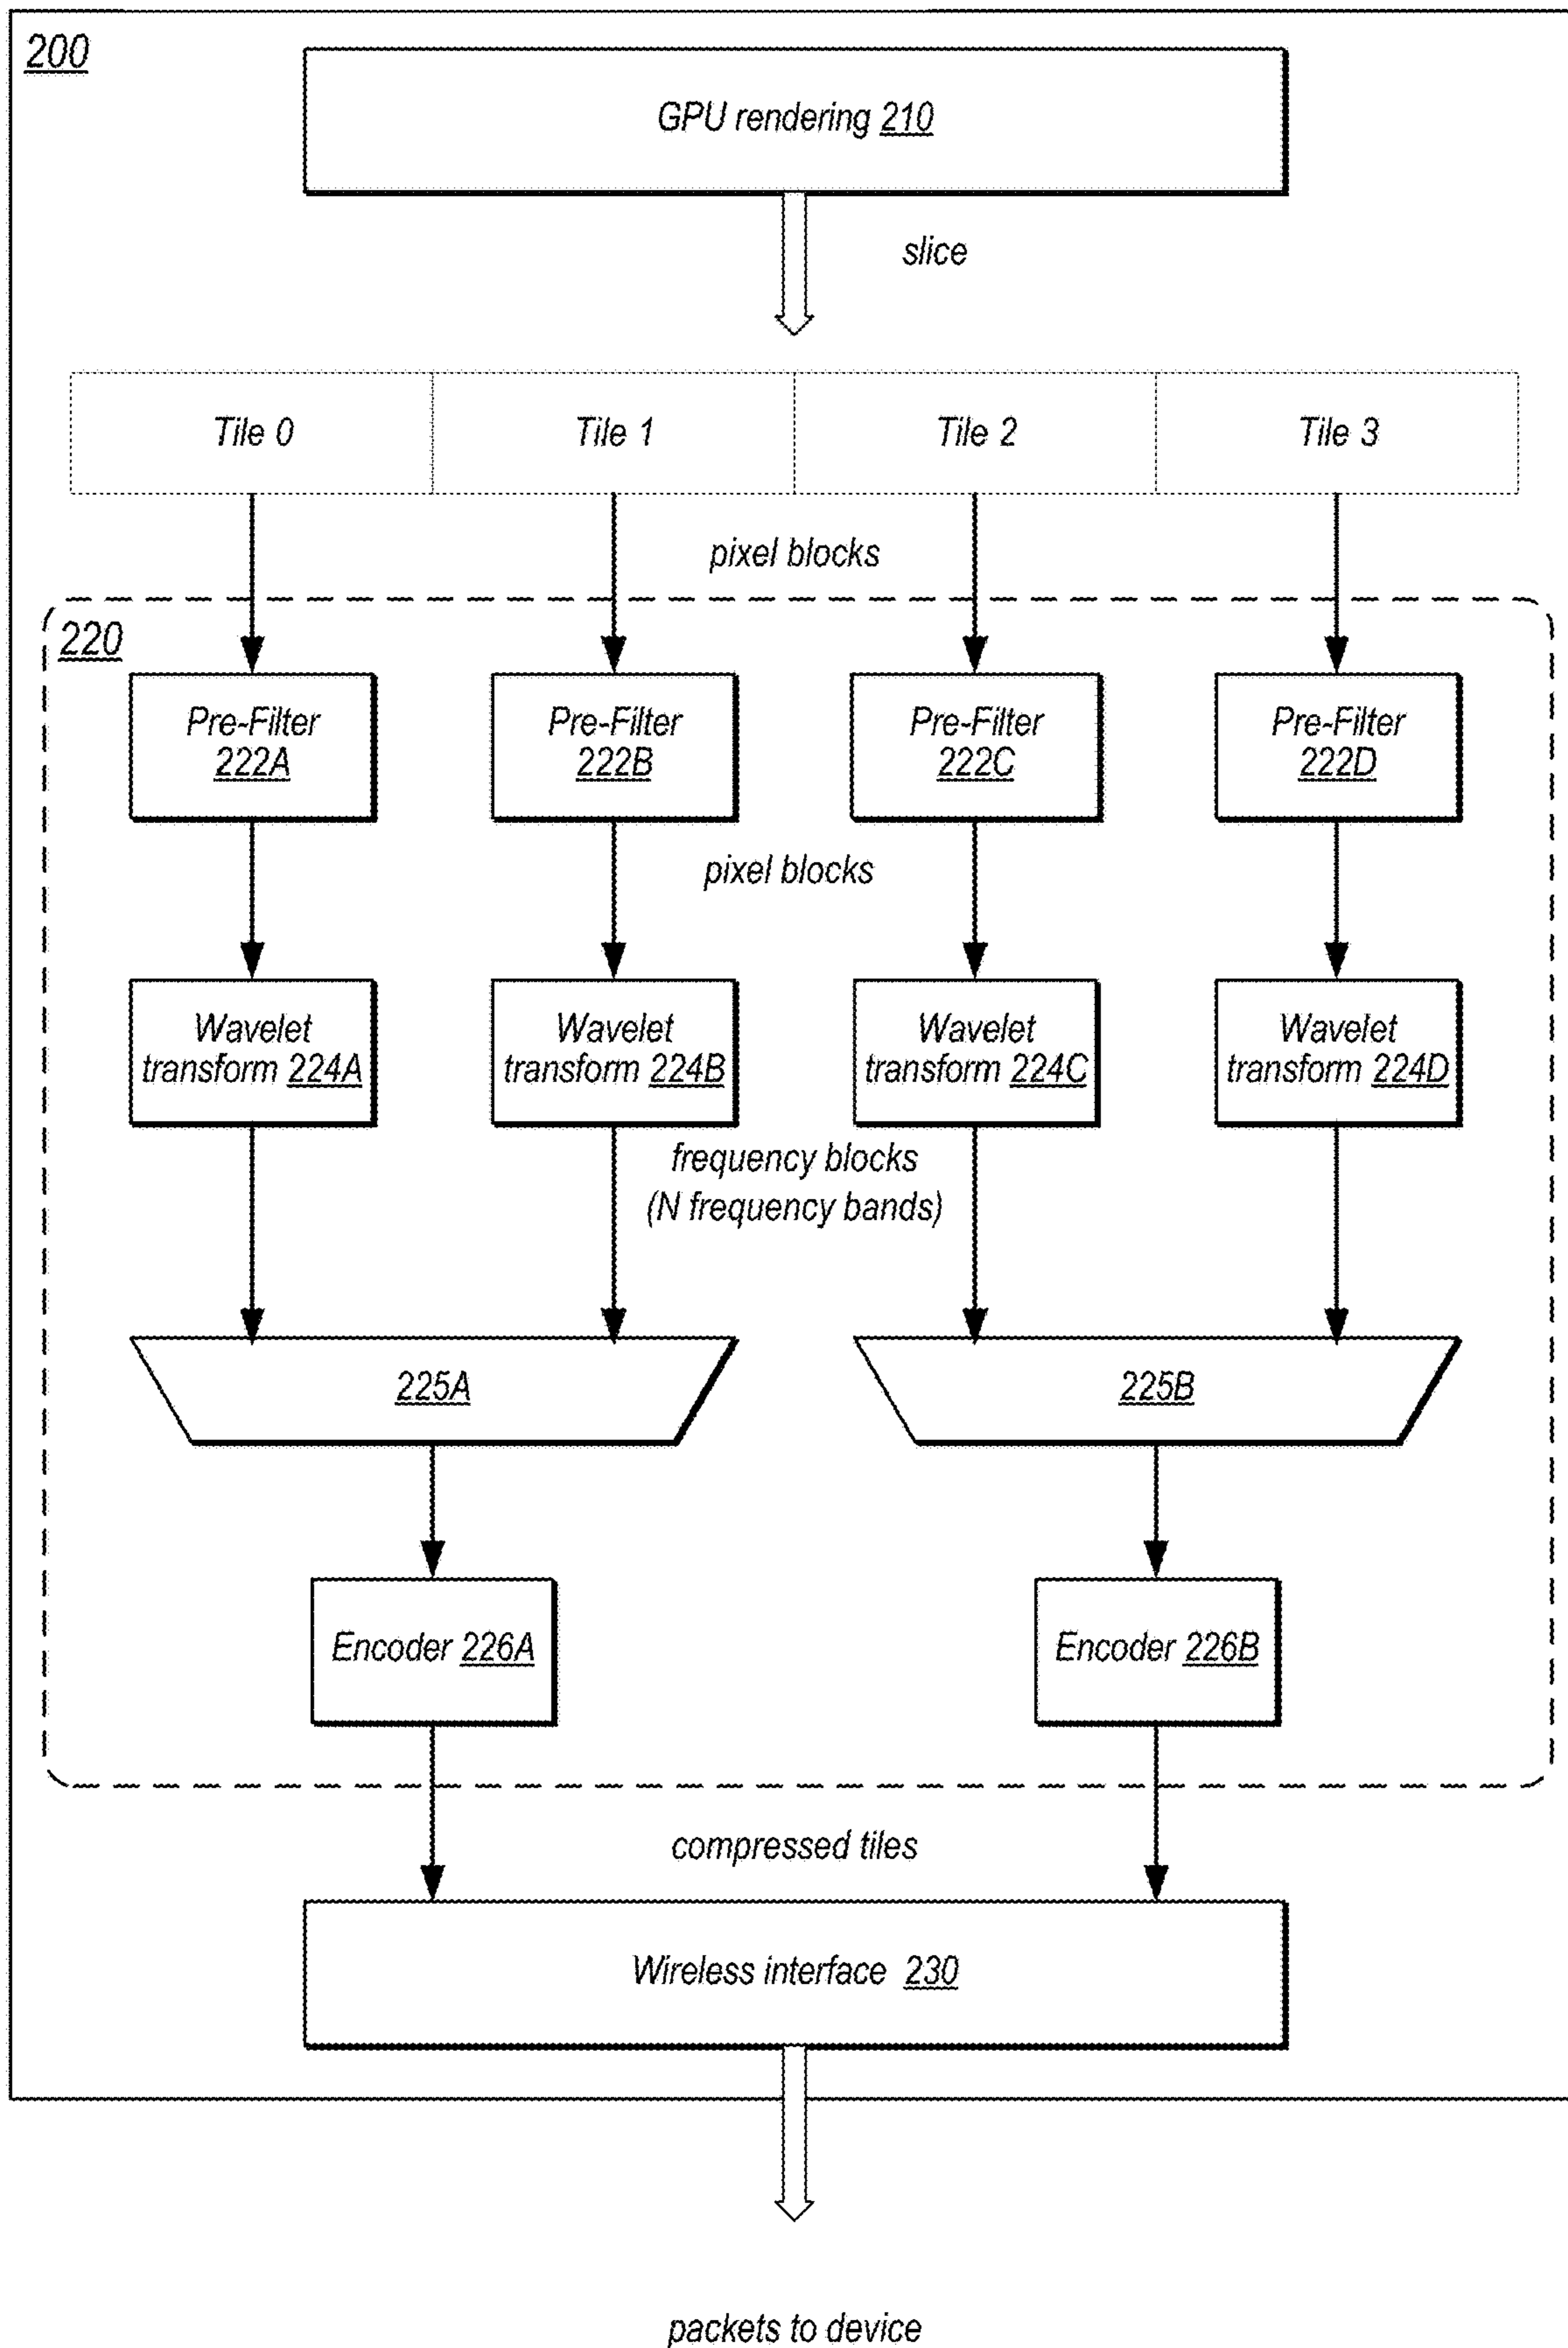 200
GPU rendering 210
slice
Tile 0 Tile 1 Tile 2 Tile 3
pixel blocks
220
Pre-Filter Pre-Filter Pre-Filter Pre-Filter
222A 222B 222C 222D
pixel blocks
Wavelet Wavelet Wavelet Wavelet
transform 224A transform 224B transform 224C transform 224D
frequency blocks
(N frequency bands)
225A 225B
Encoder 226A Encoder 226B
compressed tiles
Wireless interface 230
packets to device